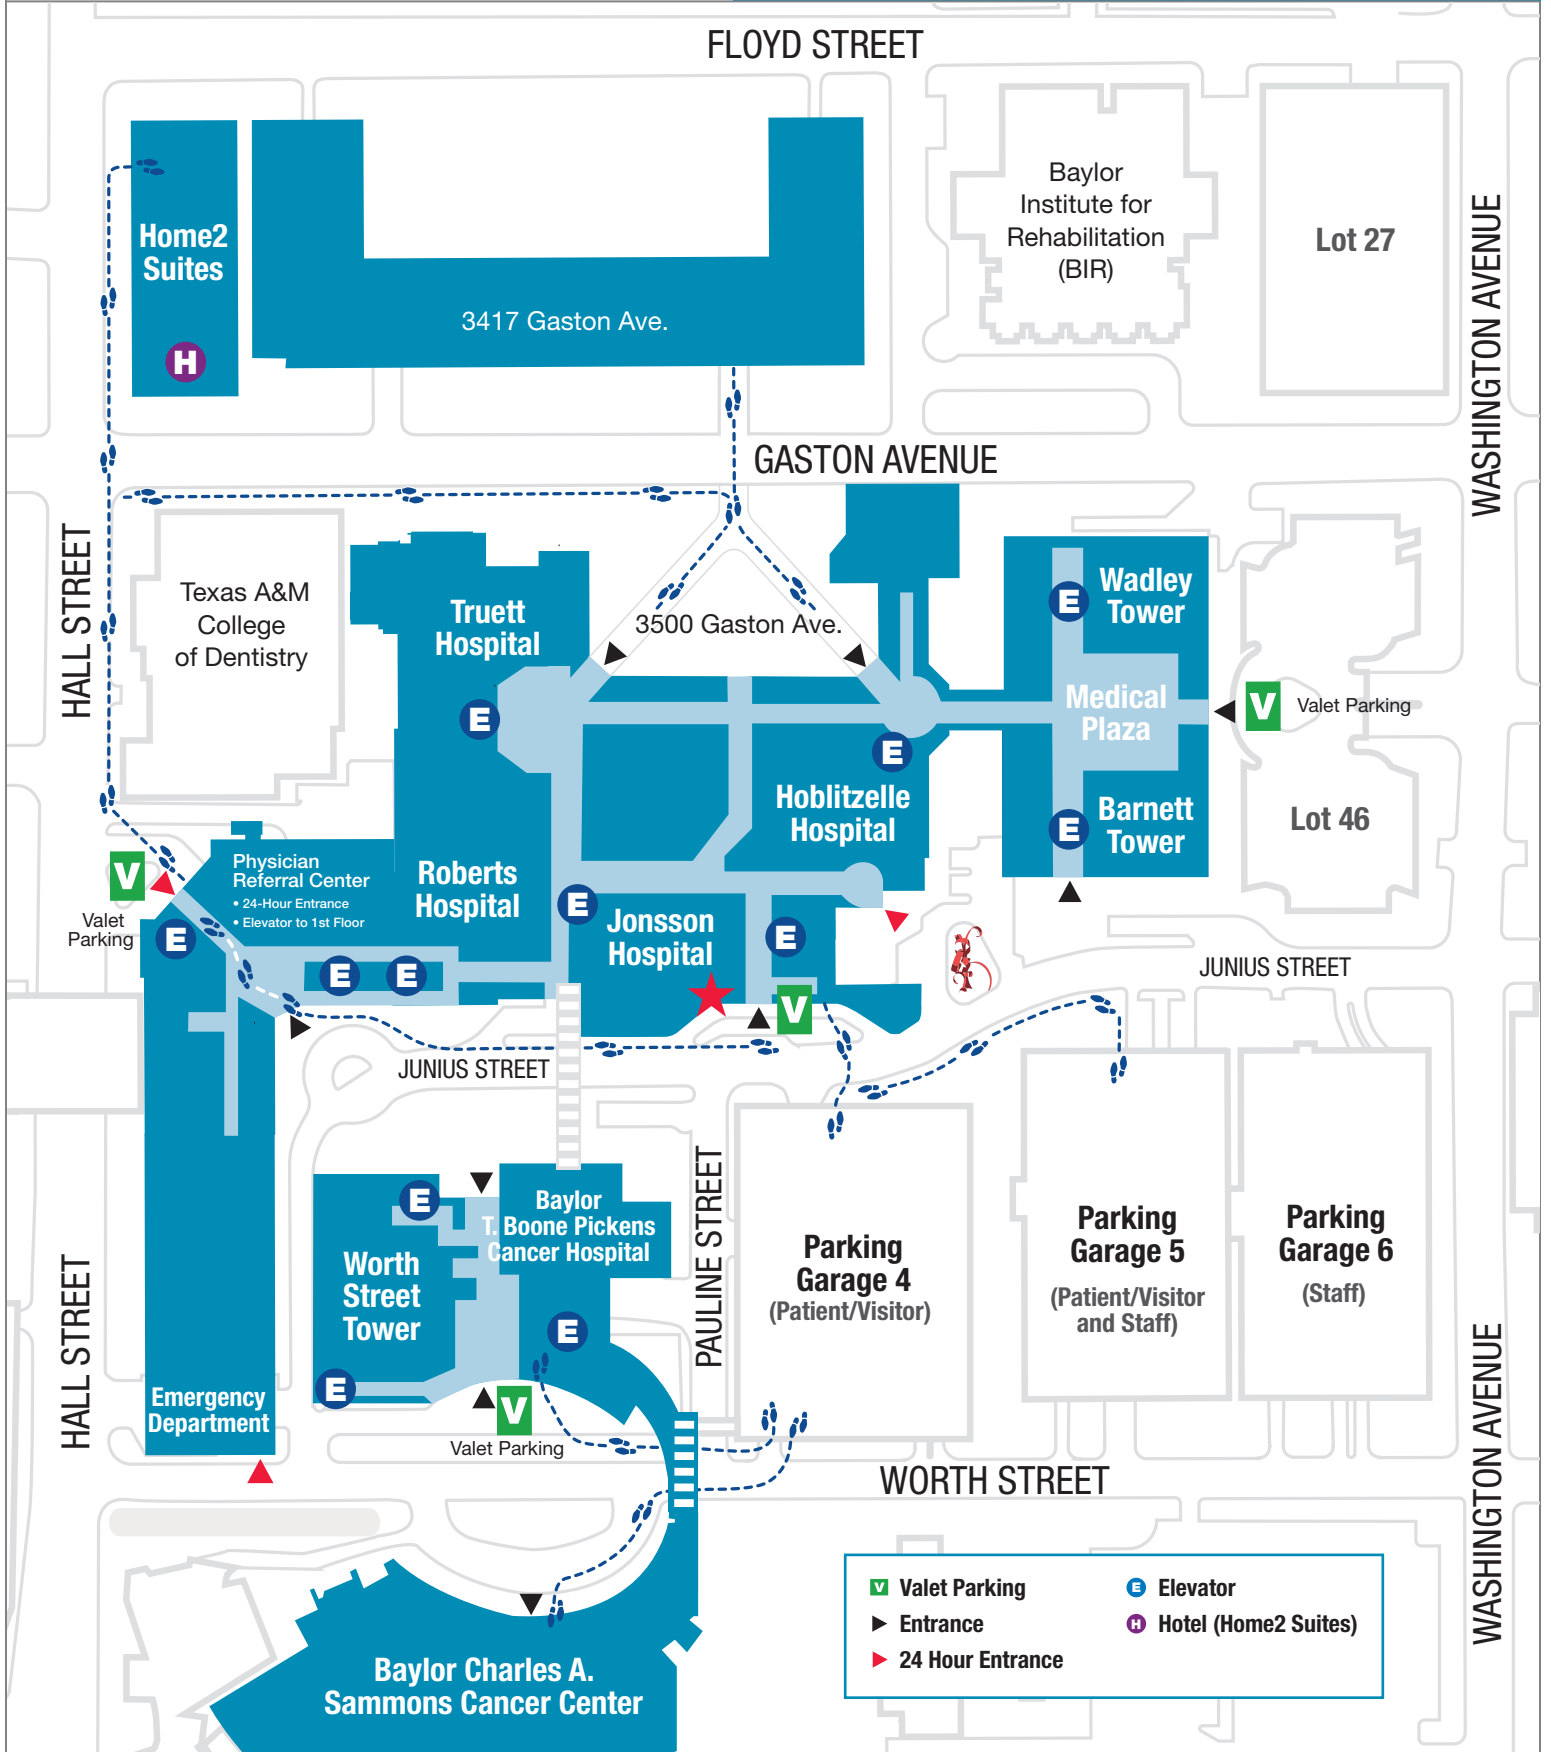 FLOYD STREET
Baylor
Institute for
Rehabilitation
(BIR)
Lot 27
WASHINGTON AVENUE
Home2
Suites
H
3417 Gaston Ave.
GASTON AVENUE
HALL STREET
Texas A&M
College
of Dentistry
Truett
Hospital
3500 Gaston Ave.
E
Wadley
Tower
E
Medical
Plaza
V
Valet Parking
E
Hoblitzelle
Hospital
E
Barnett
Tower
Lot 46
V
Valet
Parking
Physician
Referral Center
• 24-Hour Entrance
• Elevator to 1st Floor
Roberts
Hospital
E
Jonsson
Hospital
E
E
E
E
V
JUNIUS STREET
JUNIUS STREET
E
Baylor
T. Boone Pickens
Cancer Hospital
PAULINE STREET
Worth
Street
Tower
E
E
Parking
Garage 4
(Patient/Visitor)
Parking
Garage 5
(Patient/Visitor
and Staff)
Parking
Garage 6
(Staff)
HALL STREET
Emergency
Department
V
Valet Parking
WORTH STREET
WASHINGTON AVENUE
Baylor Charles A.
Sammons Cancer Center
V Valet Parking
Entrance
24 Hour Entrance
E Elevator
H Hotel (Home2 Suites)